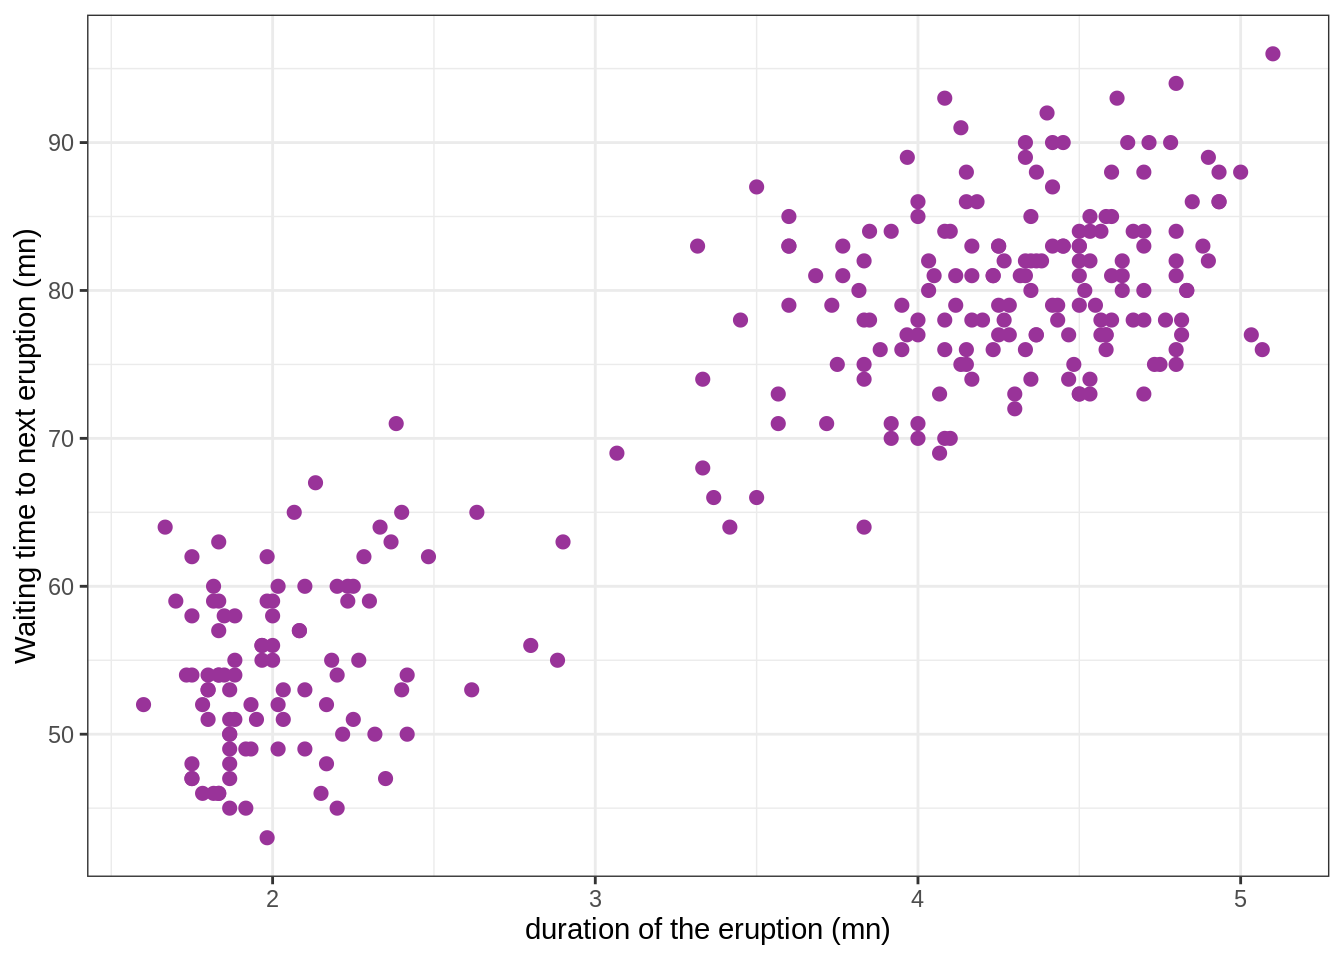 Waiting time to next eruption (mn)
90
80
70
60
50
2 3 4 5
duration of the eruption (mn)